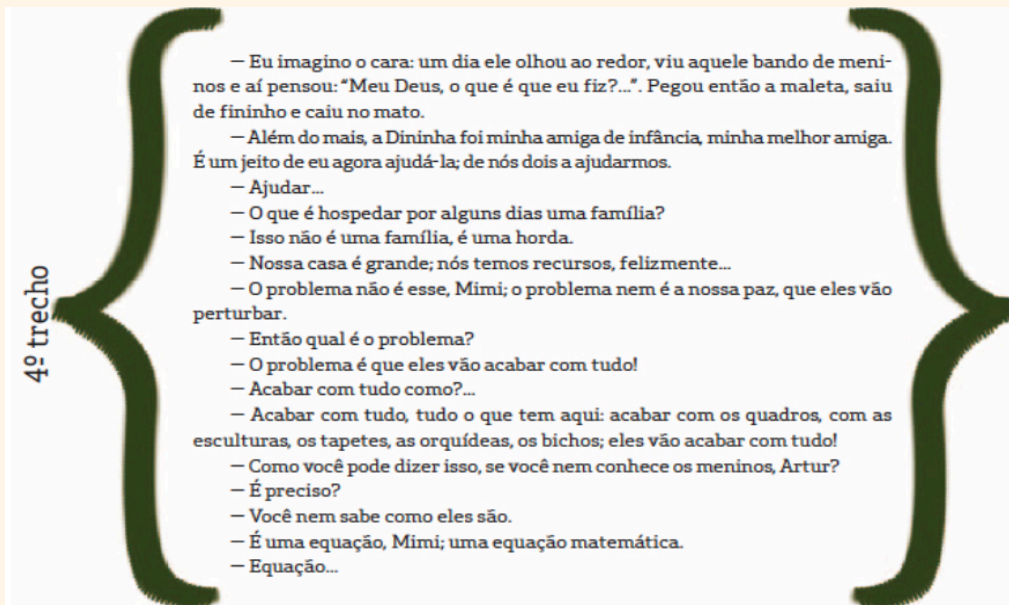 4º trecho
— Eu imagino o cara: um dia ele olhou ao redor, viu aquele bando de meni-
nos e aí pensou: “Meu Deus, o que é que eu fiz?...”. Pegou então a maleta, saiu
de fininho e caiu no mato.
— Além do mais, a Dininha foi minha amiga de infância, minha melhor amiga.
É um jeito de eu agora ajudá-la; de nós dois a ajudarmos.
— Ajudar...
— O que é hospedar por alguns dias uma família?
— Isso não é uma família, é uma horda.
— Nossa casa é grande; nós temos recursos, felizmente...
— O problema não é esse, Mimi; o problema nem é a nossa paz, que eles vão
perturbar.
— Então qual é o problema?
— O problema é que eles vão acabar com tudo!
— Acabar com tudo como?...
— Acabar com tudo, tudo o que tem aqui: acabar com os quadros, com as
esculturas, os tapetes, as orquídeas, os bichos; eles vão acabar com tudo!
— Como você pode dizer isso, se você nem conhece os meninos, Artur?
— É preciso?
— Você nem sabe como eles são.
— É uma equação, Mimi; uma equação matemática.
— Equação...